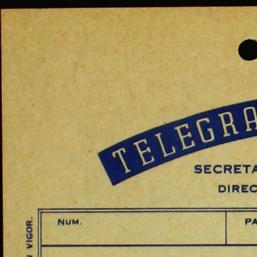 TELEGRA
SECRETA
DIREC
NUM.
PA
VIGOR.